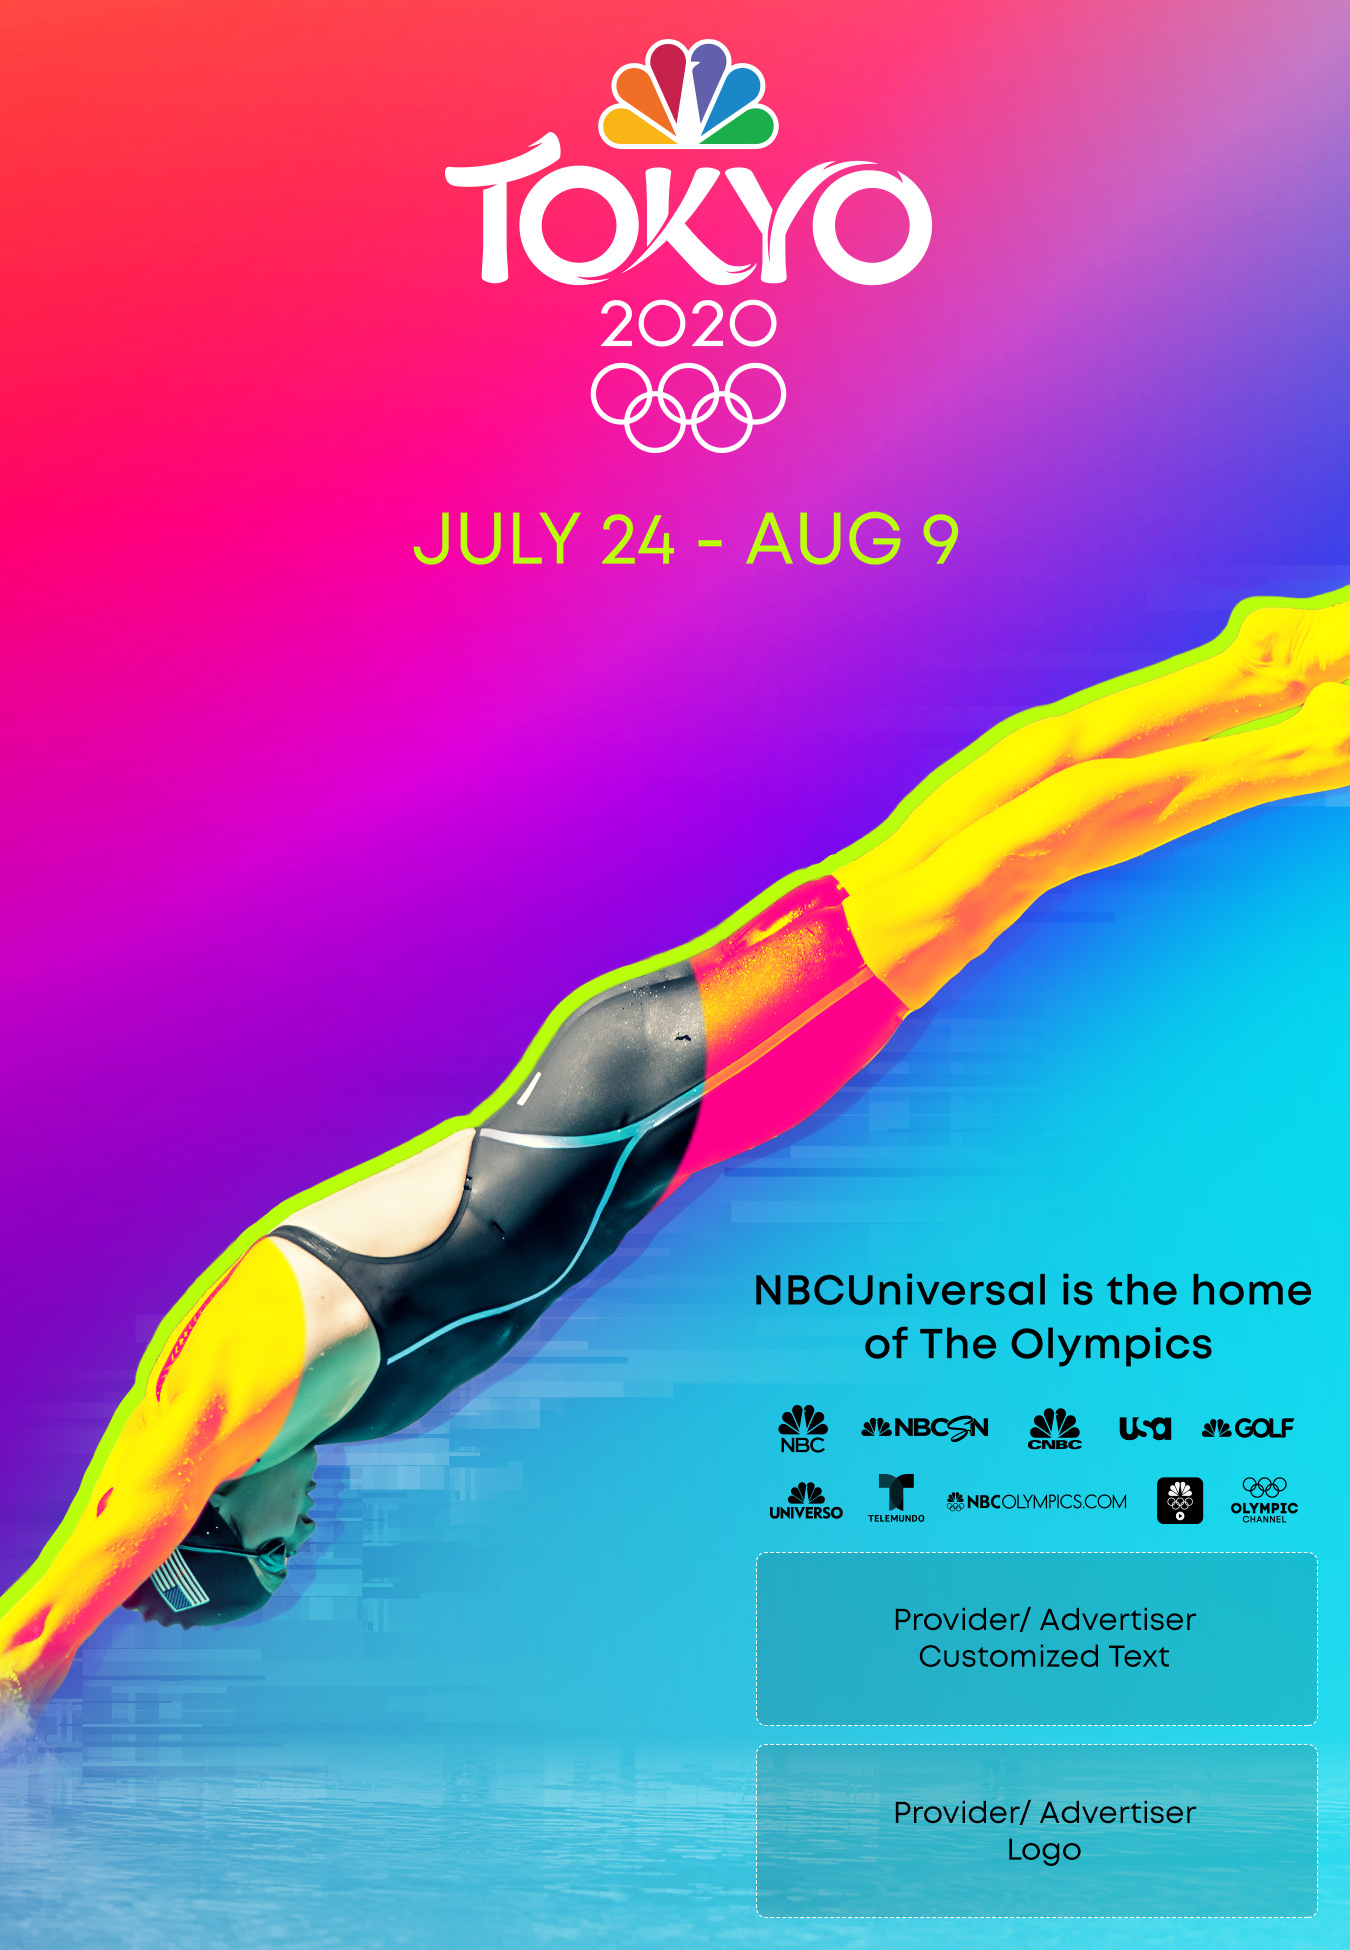 TOKYO
2020
JULY 24 - AUG 9
NBCUniversal is the home
of The Olympics
NBC NBCSN CNBC USA GOLF
UNIVERSO TELEMUNDO NBCOLYMPICS.COM OLYMPIC CHANNEL
Provider/ Advertiser
Customized Text
Provider/ Advertiser
Logo